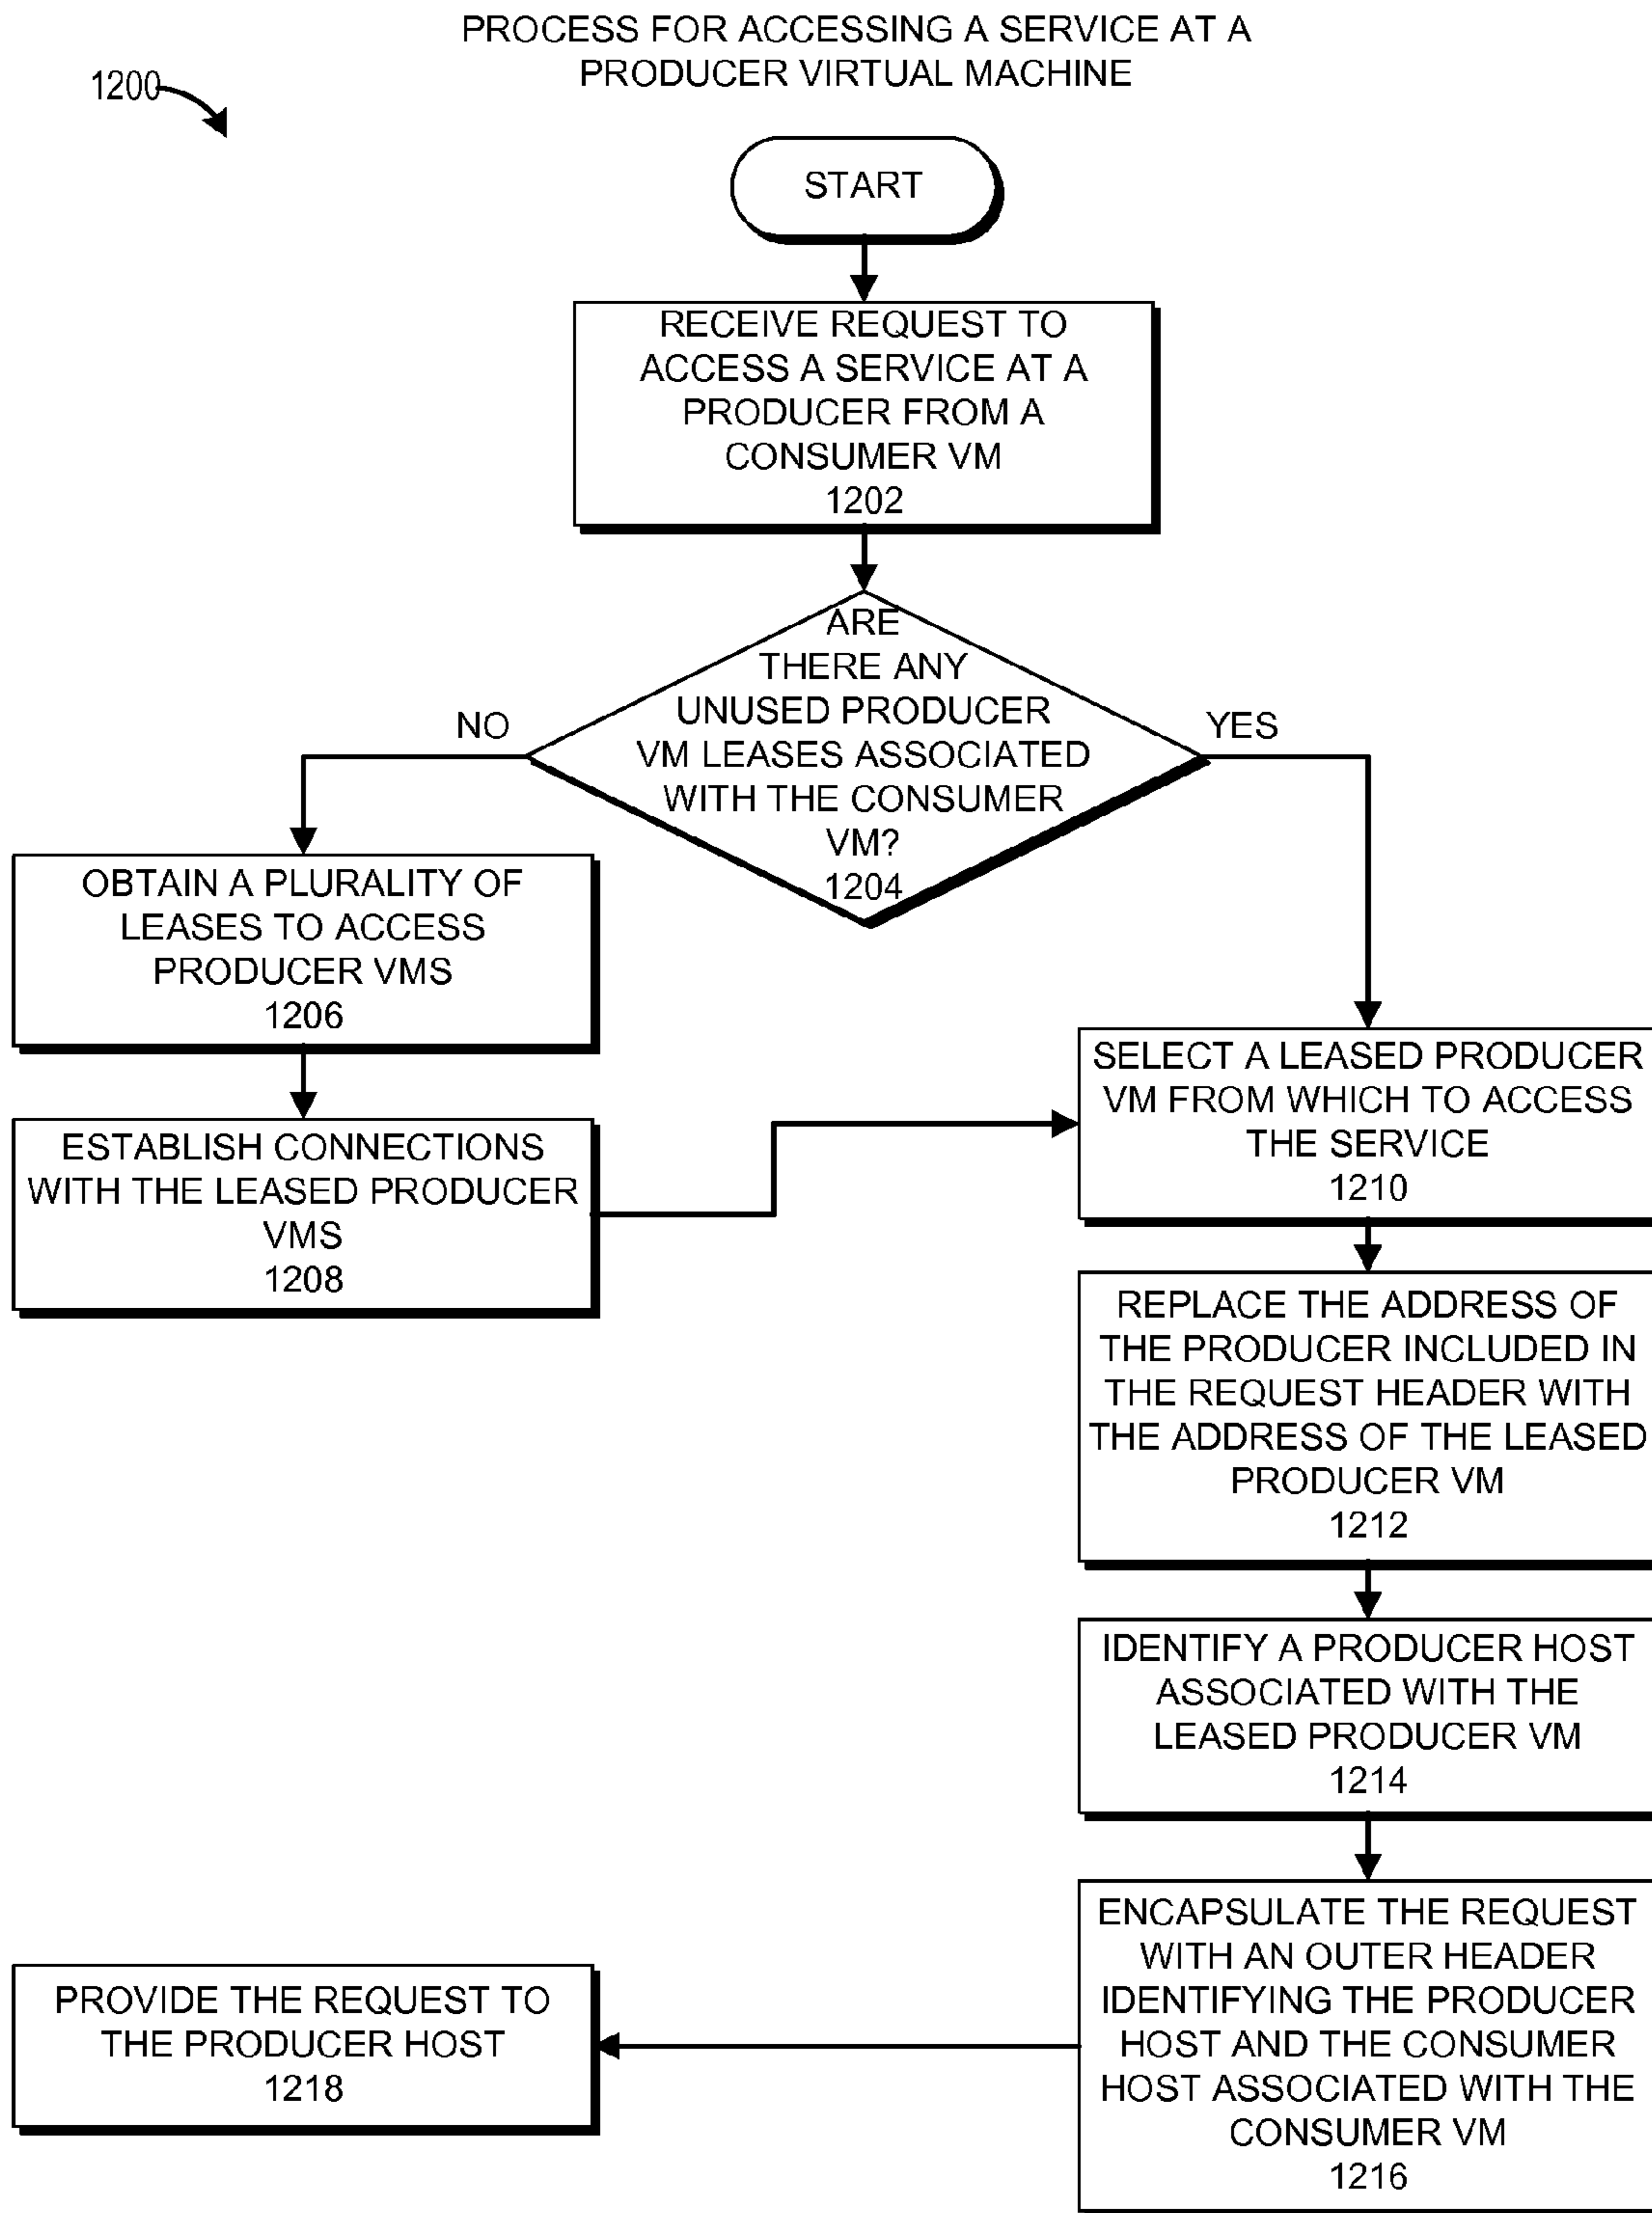 PROCESS FOR ACCESSING A SERVICE AT A
PRODUCER VIRTUAL MACHINE
1200
START
RECEIVE REQUEST TO
ACCESS A SERVICE AT A
PRODUCER FROM A
CONSUMER VM
1202
ARE
THERE ANY
UNUSED PRODUCER
VM LEASES ASSOCIATED
WITH THE CONSUMER
VM?
1204
NO
YES
OBTAIN A PLURALITY OF
LEASES TO ACCESS
PRODUCER VMS
1206
ESTABLISH CONNECTIONS
WITH THE LEASED PRODUCER
VMS
1208
SELECT A LEASED PRODUCER
VM FROM WHICH TO ACCESS
THE SERVICE
1210
REPLACE THE ADDRESS OF
THE PRODUCER INCLUDED IN
THE REQUEST HEADER WITH
THE ADDRESS OF THE LEASED
PRODUCER VM
1212
IDENTIFY A PRODUCER HOST
ASSOCIATED WITH THE
LEASED PRODUCER VM
1214
ENCAPSULATE THE REQUEST
WITH AN OUTER HEADER
IDENTIFYING THE PRODUCER
HOST AND THE CONSUMER
HOST ASSOCIATED WITH THE
CONSUMER VM
1216
PROVIDE THE REQUEST TO
THE PRODUCER HOST
1218